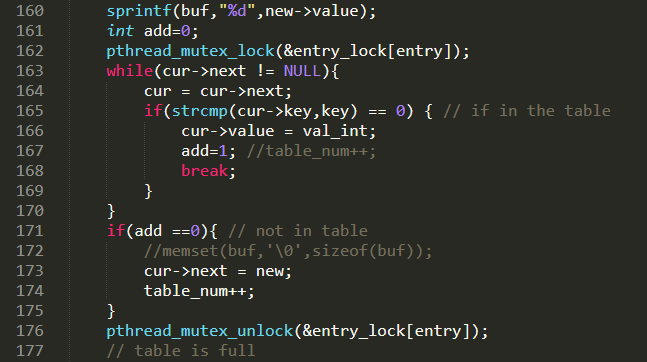 160 sprintf(buf,"%d",new->value);
161 int add=0;
162 pthread_mutex_lock(&entry_lock[entry]);
163 while(cur->next != NULL){
164 cur = cur->next;
165 if(strcmp(cur->key,key) == 0) { // if in the table
166 cur->value = val_int;
167 add=1; //table_num++;
168 break;
169 }
170 }
171 if(add ==0){ // not in table
172 //memset(buf,'\0',sizeof(buf));
173 cur->next = new;
174 table_num++;
175 }
176 pthread_mutex_unlock(&entry_lock[entry]);
177 // table is full